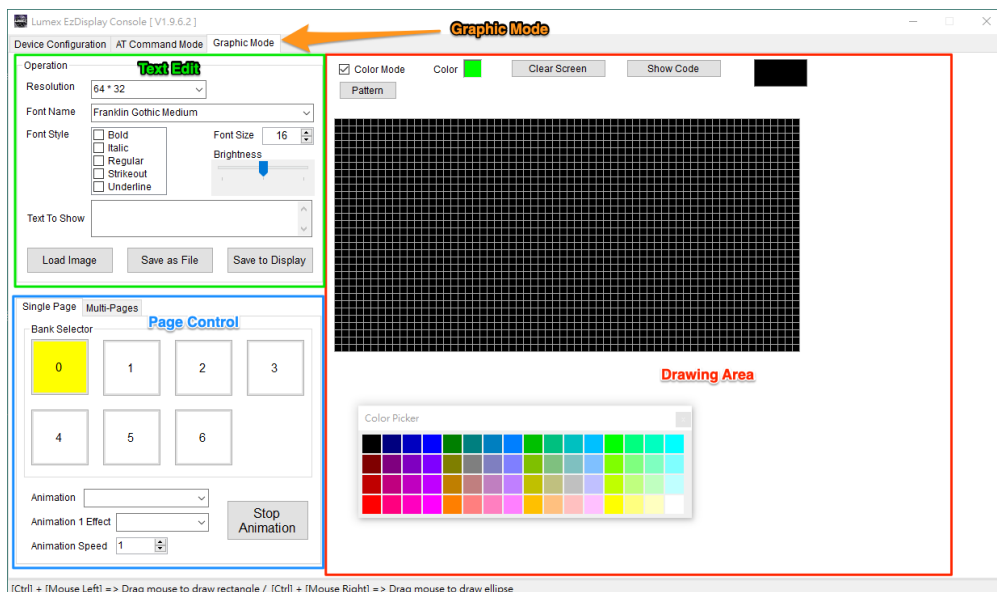 Lumex EzDisplay Console [ V1.9.6.2 ]
Graphic Mode
Device Configuration AT Command Mode Graphic Mode
Operation
Text Edit
Resolution 64 * 32
Font Name Franklin Gothic Medium
Font Style
Bold
Italic
Regular
Strikeout
Underline
Font Size 16
Brightness
Text To Show
Load Image Save as File Save to Display
Color Mode Color Clear Screen Show Code
Pattern
Drawing Area
Color Picker
Single Page Multi-Pages
Page Control
Bank Selector
0 1 2 3
4 5 6
Animation
Animation 1 Effect
Animation Speed 1
Stop
Animation
[Ctrl] + [Mouse Left] => Drag mouse to draw rectangle / [Ctrl] + [Mouse Right] => Drag mouse to draw ellipse